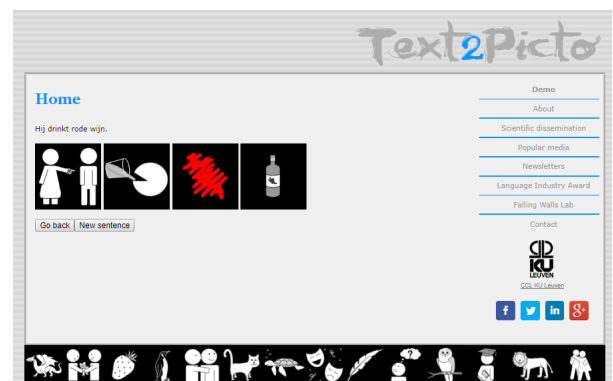 Text2Picto
Home
Hij drinkt rode wijn.
Go back
New sentence
Demo
About
Scientific dissemination
Popular media
Newsletters
Language Industry Award
Falling Walls Lab
Contact
KU
LEUVEN
CCL KU Leuven
f
in
g+
?